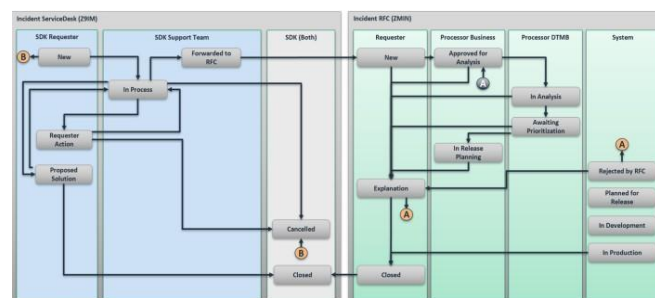 Incident ServiceDesk (Z9IM)
Incident RFC (ZMIN)
SDK Requester
SDK Support Team
SDK (Both)
Requester
Processor Business
Processor DTMB
System
B
New
Forwarded to
RFC
New
Approved for
Analysis
A
In Process
In Analysis
Requester
Action
Awaiting
Prioritization
A
In Release
Planning
Proposed
Solution
Rejected by RFC
Explanation
Planned for
Release
A
Cancelled
In Development
B
In Production
Closed
Closed